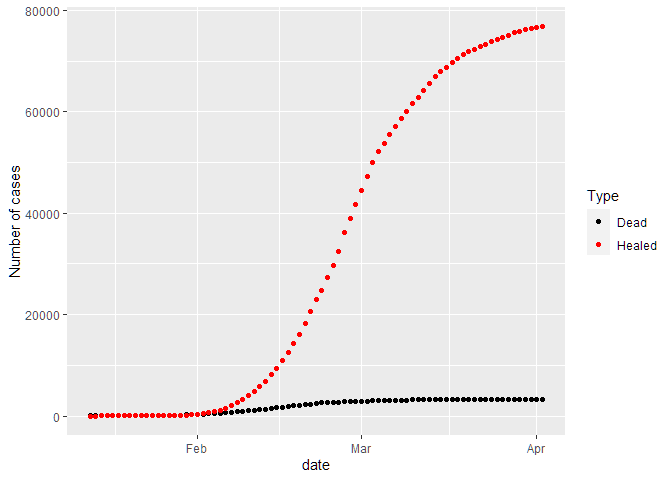 80000
60000
40000
20000
0
Number of cases
Feb
Mar
Apr
date
Type
Dead
Healed